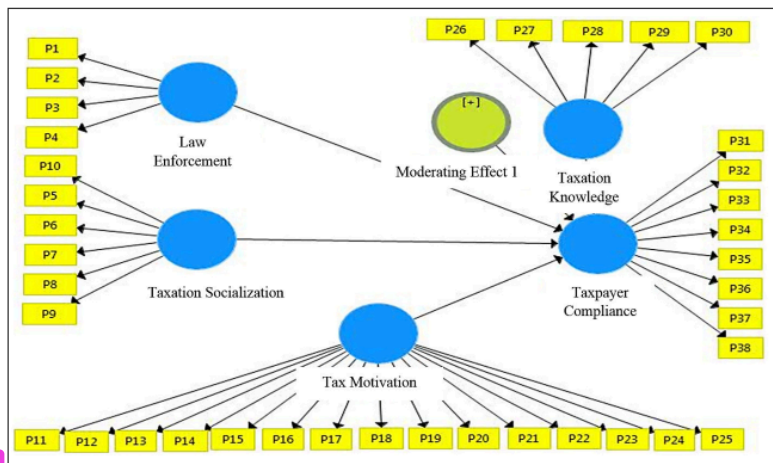 P1
P2
P3
P4
Law
Enforcement
P10
P5
P6
P7
P8
P9
Taxation Socialization
[+]
Moderating Effect 1
P26
P27
P28
P29
P30
Taxation
Knowledge
P31
P32
P33
P34
P35
P36
P37
P38
Taxpayer
Compliance
Tax Motivation
P11
P12
P13
P14
P15
P16
P17
P18
P19
P20
P21
P22
P23
P24
P25